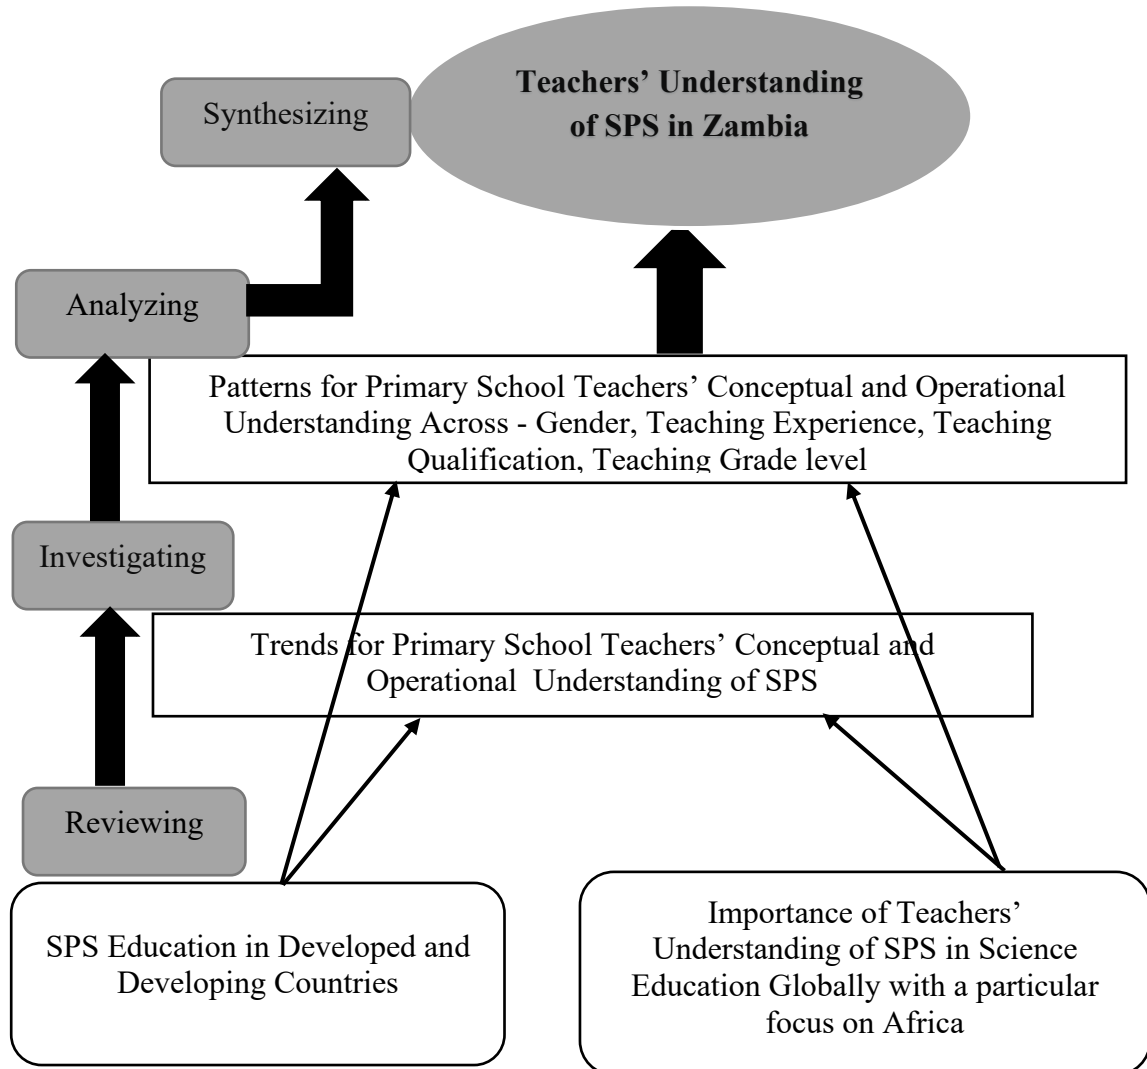 Synthesizing
Teachers’ Understanding
of SPS in Zambia
Analyzing
Patterns for Primary School Teachers’ Conceptual and Operational
Understanding Across - Gender, Teaching Experience, Teaching
Qualification, Teaching Grade level
Investigating
Trends for Primary School Teachers’ Conceptual and
Operational Understanding of SPS
Reviewing
SPS Education in Developed and
Developing Countries
Importance of Teachers’
Understanding of SPS in Science
Education Globally with a particular
focus on Africa